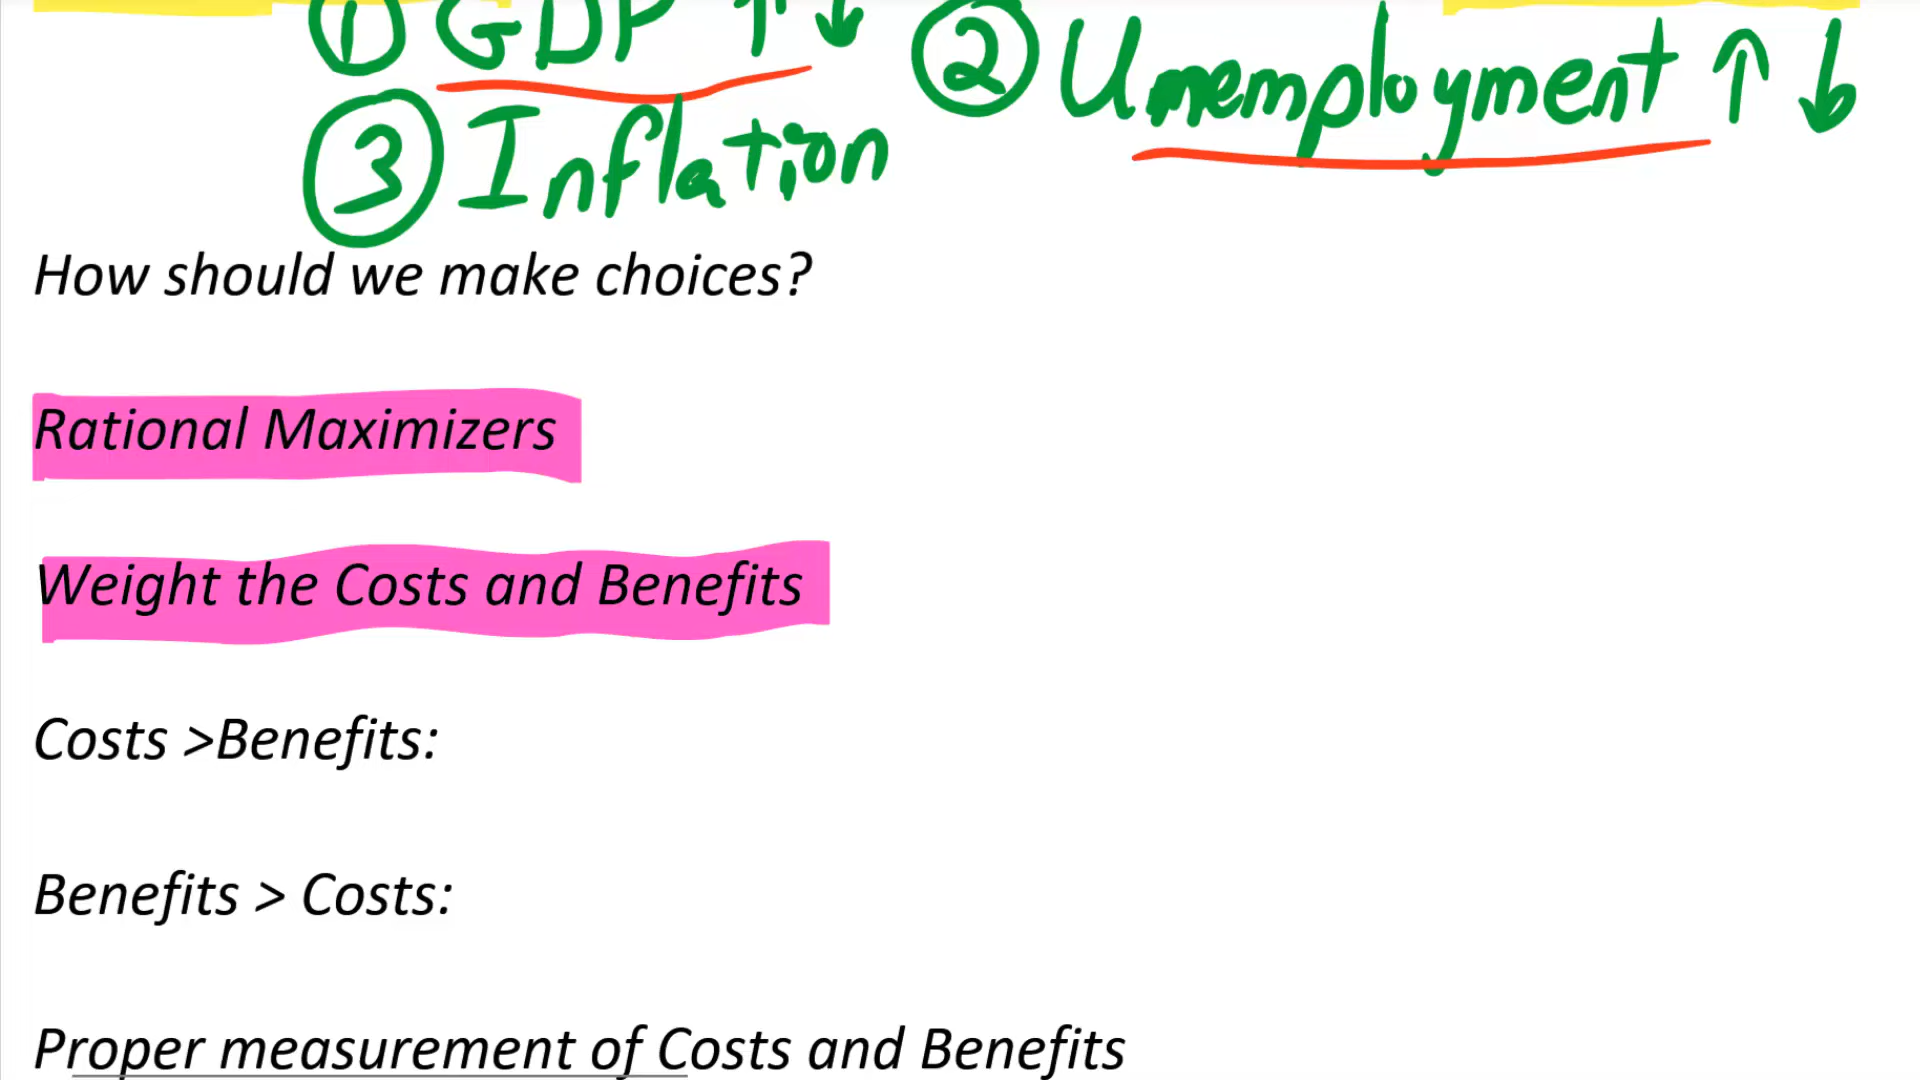 ① GDP ↑ ↓ ② Unemployment ↑ ↓
③ Inflation
How should we make choices?
Rational Maximizers
Weight the Costs and Benefits
Costs >Benefits:
Benefits > Costs:
Proper measurement of Costs and Benefits